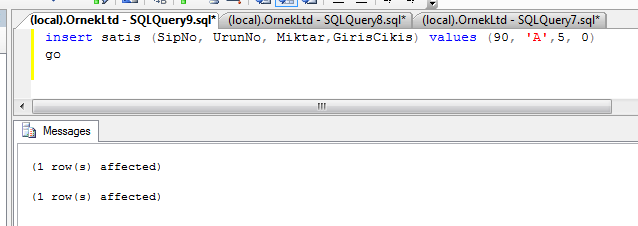 (local).OrnekLtd - SQLQuery9.sql* (local).OrnekLtd - SQLQuery8.sql* (local).OrnekLtd - SQLQuery7.sql*
insert satis (SipNo, UrunNo, Miktar,GirisCikis) values (90, 'A',5, 0)
go
Messages
(1 row(s) affected)
(1 row(s) affected)